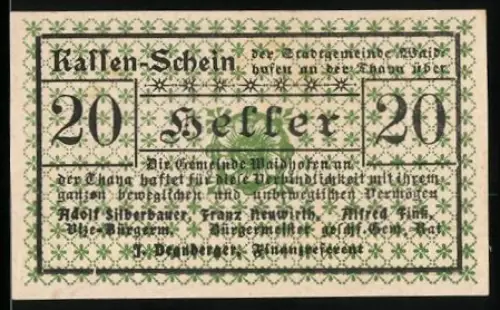 Kassen-Schein
der Stadtgemeinde Waid-
hofen an der Thaya über
20 Heller 20
Die Gemeinde Waidhofen an
der Thaya haftet für diese Verbindlichkeit mit ihrem
ganzen beweglichen und unbeweglichen Vermögen
Adolf Silberbauer, Franz Neuwirth, Alfred Fink,
Vize-Bürgerm. Bürgermeister geschf. Gem. Rat.
J. Finanzreferent